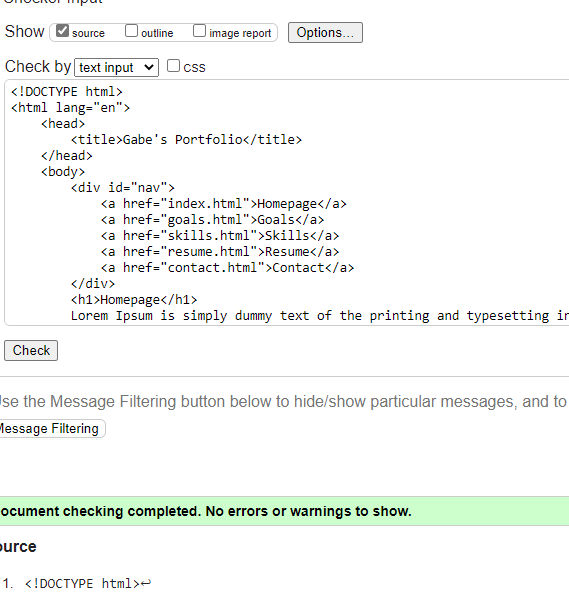 Checker Input
Show source outline image report Options...
Check by text input css
<!DOCTYPE html>
<html lang="en">
<head>
<title>Gabe's Portfolio</title>
</head>
<body>
<div id="nav">
<a href="index.html">Homepage</a>
<a href="goals.html">Goals</a>
<a href="skills.html">Skills</a>
<a href="resume.html">Resume</a>
<a href="contact.html">Contact</a>
</div>
<h1>Homepage</h1>
Lorem Ipsum is simply dummy text of the printing and typesetting in
Check
Use the Message Filtering button below to hide/show particular messages, and to
Message Filtering
ocument checking completed. No errors or warnings to show.
ource
1. <!DOCTYPE html>↩